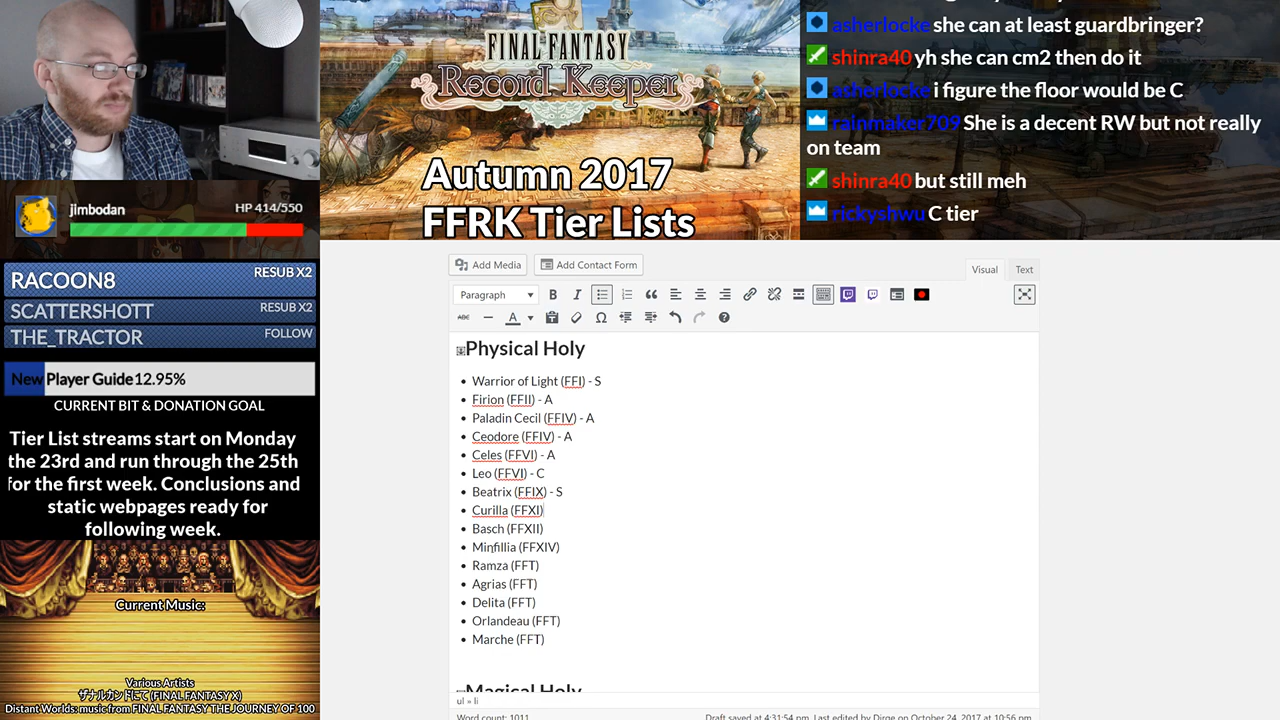 jimbodan
HP 414/550
RACOON8
RESUB X2
SCATTERSHOTT
RESUB X2
THE_TRACTOR
FOLLOW
New Player Guide 12.95%
CURRENT BIT & DONATION GOAL
Tier List streams start on Monday
the 23rd and run through the 25th
for the first week. Conclusions and
static webpages ready for
following week.
Current Music:
Various Artists
ザナルカンドにて (FINAL FANTASY X)
Distant Worlds: music from FINAL FANTASY THE JOURNEY OF 100
FINAL FANTASY
Record Keeper
Autumn 2017
FFRK Tier Lists
asherlocke she can at least guardbringer?
shinra40 yh she can cm2 then do it
asherlocke i figure the floor would be C
rainmaker709 She is a decent RW but not really
on team
shinra40 but still meh
rickyshwu C tier
Add Media
Add Contact Form
Visual
Text
Paragraph
B
I
ABC
A
Physical Holy
Warrior of Light (FFI) - S
Firion (FFII) - A
Paladin Cecil (FFIV) - A
Ceodore (FFIV) - A
Celes (FFVI) - A
Leo (FFVI) - C
Beatrix (FFIX) - S
Curilla (FFXI)
Basch (FFXII)
Minfillia (FFXIV)
Ramza (FFT)
Agrias (FFT)
Delita (FFT)
Orlandeau (FFT)
Marche (FFT)
Magical Holy
ul » li
Word count: 1011
Draft saved at 4:31:54 pm. Last edited by Dirge on October 24, 2017 at 10:56 pm